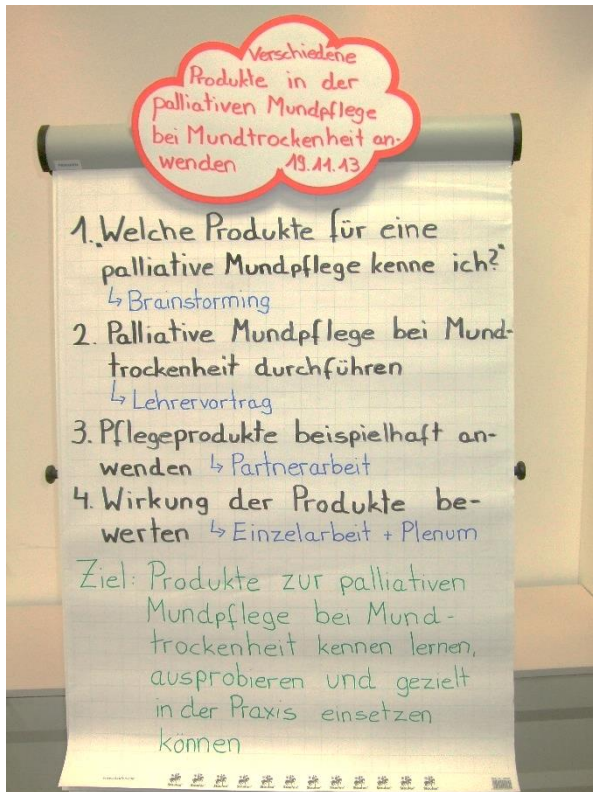 Verschiedene
Produkte in der
palliativen Mundpflege
bei Mundtrockenheit an-
wenden 19.11.13
1. „Welche Produkte für eine
palliative Mundpflege kenne ich?"
↳ Brainstorming
2. Palliative Mundpflege bei Mund-
trockenheit durchführen
↳ Lehrervortrag
3. Pflegeprodukte beispielhaft an-
wenden ↳ Partnerarbeit
4. Wirkung der Produkte be-
werten ↳ Einzelarbeit + Plenum
Ziel: Produkte zur palliativen
Mundpflege bei Mund-
trockenheit kennen lernen,
ausprobieren und gezielt
in der Praxis einsetzen
können